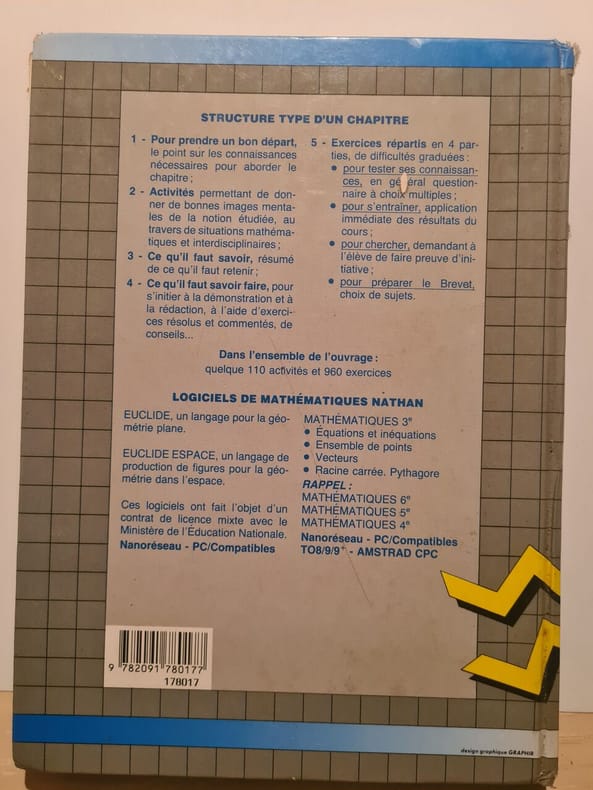 STRUCTURE TYPE D'UN CHAPITRE
1 - Pour prendre un bon départ,
le point sur les connaissances
nécessaires pour aborder le
chapitre ;
2 - Activités permettant de don-
ner de bonnes images menta-
les de la notion étudiée, au
travers de situations mathéma-
tiques et interdisciplinaires ;
3 - Ce qu'il faut savoir, résumé
de ce qu'il faut retenir ;
4 - Ce qu'il faut savoir faire, pour
s'initier à la démonstration et à
la rédaction, à l'aide d'exerci-
ces résolus et commentés, de
conseils...
5 - Exercices répartis en 4 par-
ties, de difficultés graduées :
• pour tester ses connaissan-
ces, en général question-
naire à choix multiples ;
• pour s'entraîner, application
immédiate des résultats du
cours ;
• pour chercher, demandant à
l'élève de faire preuve d'ini-
tiative ;
• pour préparer le Brevet,
choix de sujets.
Dans l'ensemble de l'ouvrage :
quelque 110 activités et 960 exercices
LOGICIELS DE MATHÉMATIQUES NATHAN
EUCLIDE, un langage pour la géo-
métrie plane.
EUCLIDE ESPACE, un langage de
production de figures pour la géo-
métrie dans l'espace.
Ces logiciels ont fait l'objet d'un
contrat de licence mixte avec le
Ministère de l'Éducation Nationale.
Nanoréseau - PC/Compatibles
MATHÉMATIQUES 3e
• Équations et inéquations
• Ensemble de points
• Vecteurs
• Racine carrée. Pythagore
RAPPEL :
MATHÉMATIQUES 6e
MATHÉMATIQUES 5e
MATHÉMATIQUES 4e
Nanoréseau - PC/Compatibles
TO8/9/9+ - AMSTRAD CPC
9 782091 780177
178017
design graphique GRAPHIR